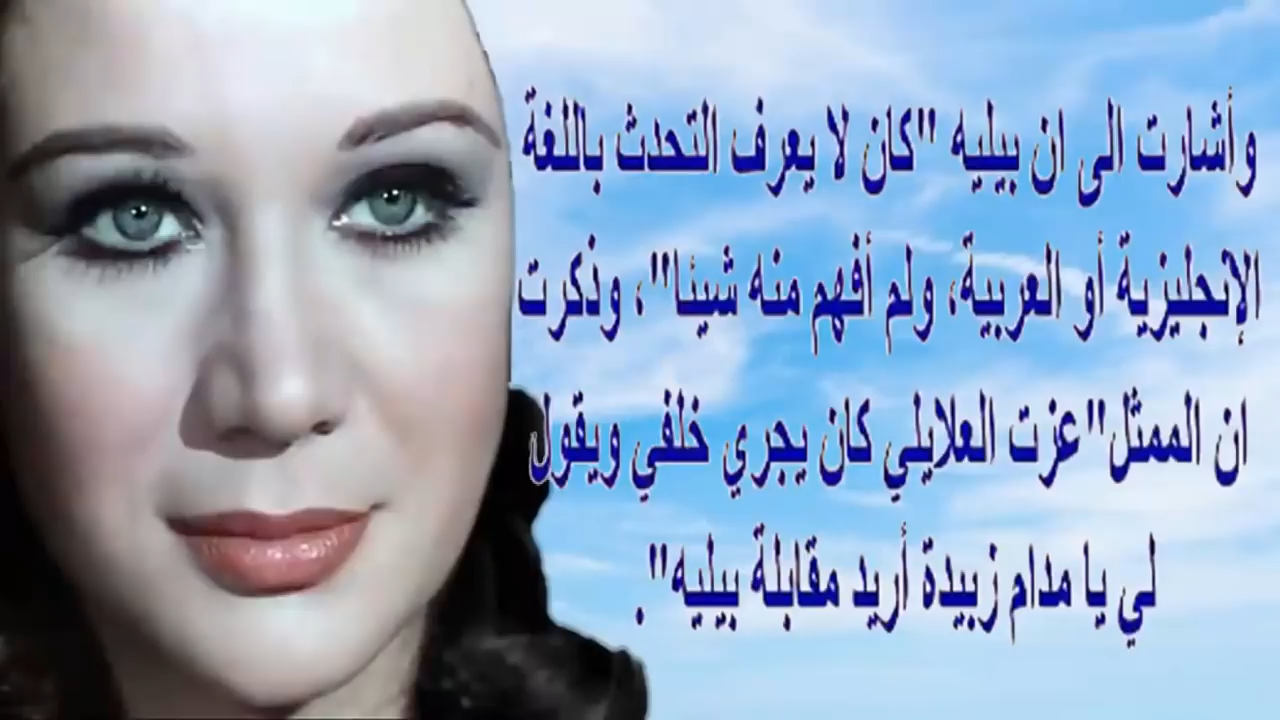 وأشارت الى ان بيليه "كان لا يعرف التحدث باللغة
الإنجليزية أو العربية، ولم أفهم منه شيئا"، وذكرت
ان الممثل"عزت العلايلي كان يجري خلفي ويقول
لي يا مدام زبيدة أريد مقابلة بيليه".